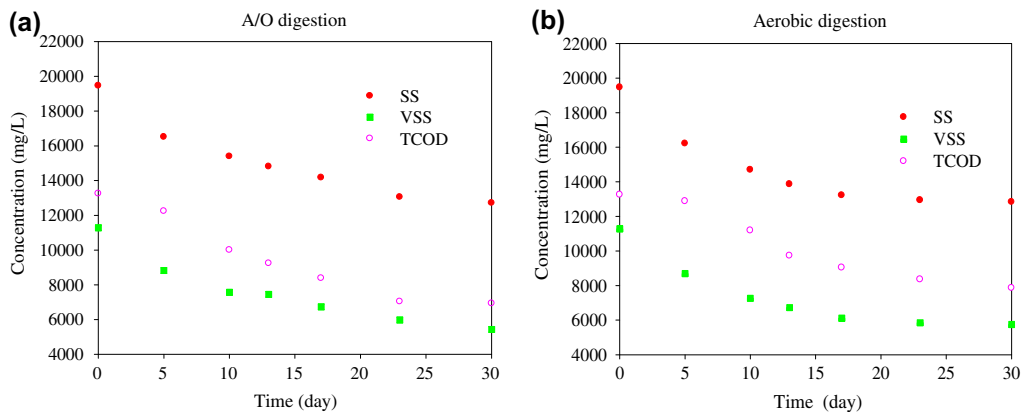 (a)
A/O digestion
22000
20000
18000
16000
14000
12000
10000
8000
6000
4000
Concentration (mg/L)
SS
VSS
TCOD
0 5 10 15 20 25 30
Time (day)
(b)
Aerobic digestion
22000
20000
18000
16000
14000
12000
10000
8000
6000
4000
Concentration (mg/L)
SS
VSS
TCOD
0 5 10 15 20 25 30
Time (day)